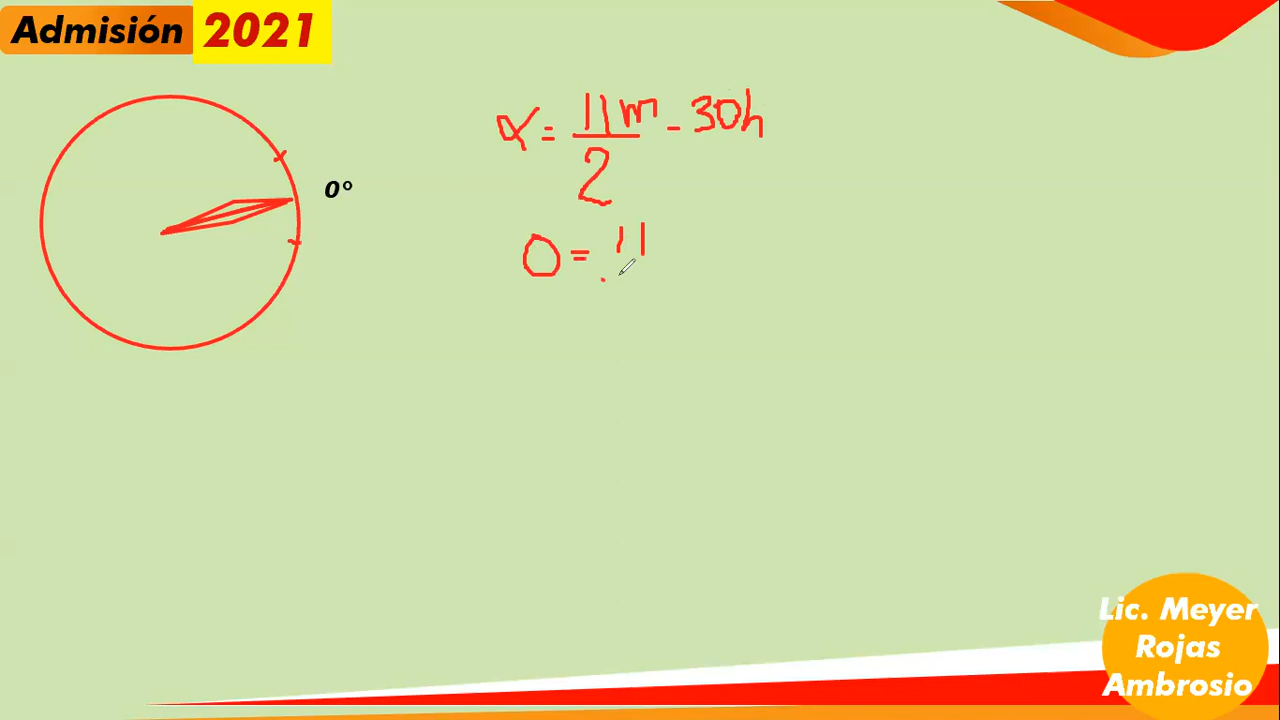 Admisión 2021
α = 11m/2 - 30h
0°
0 = 11
Lic. Meyer
Rojas
Ambrosio